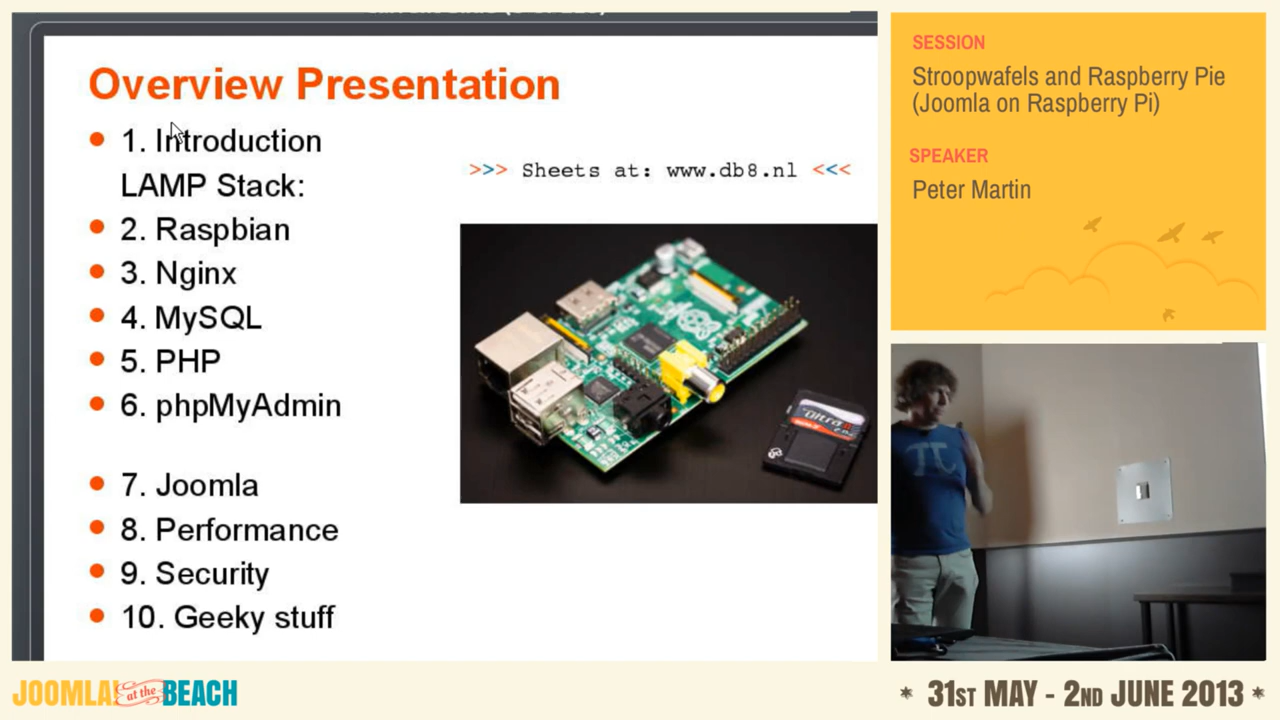 Overview Presentation
1. Introduction
LAMP Stack:
2. Raspbian
3. Nginx
4. MySQL
5. PHP
6. phpMyAdmin
7. Joomla
8. Performance
9. Security
10. Geeky stuff
>>> Sheets at: www.db8.nl <<<
Ultra II
SESSION
Stroopwafels and Raspberry Pie
(Joomla on Raspberry Pi)
SPEAKER
Peter Martin
JOOMLA! at the BEACH
* 31ST MAY - 2ND JUNE 2013 *